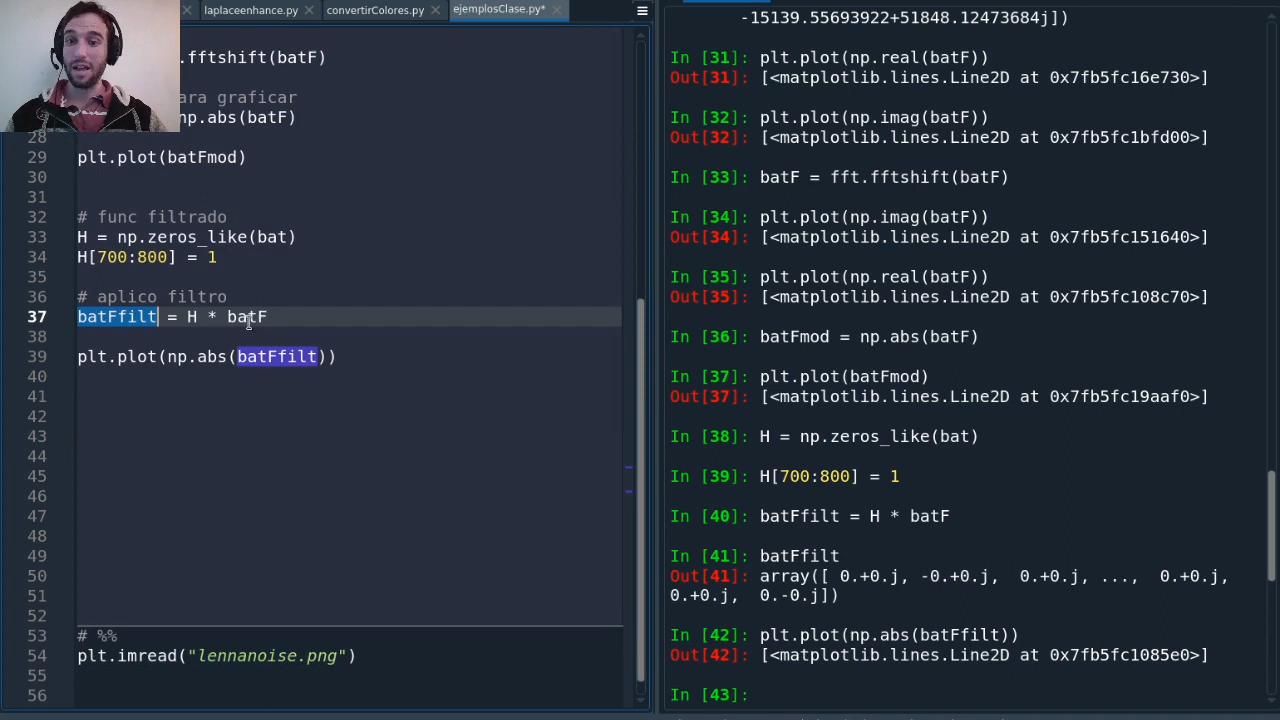 laplaceenhance.py
convertirColores.py
ejemplosClase.py*
.fftshift(batF)
ara graficar
np.abs(batF)
28
29 plt.plot(batFmod)
30
31
32 # func filtrado
33 H = np.zeros_like(bat)
34 H[700:800] = 1
35
36 # aplico filtro
37 batFfilt = H * batF
38
39 plt.plot(np.abs(batFfilt))
40
41
42
43
44
45
46
47
48
49
50
51
52
53 # %%
54 plt.imread("lennanoise.png")
55
56
-15139.55693922+51848.12473684j])
In [31]: plt.plot(np.real(batF))
Out[31]: [<matplotlib.lines.Line2D at 0x7fb5fc16e730>]
In [32]: plt.plot(np.imag(batF))
Out[32]: [<matplotlib.lines.Line2D at 0x7fb5fc1bfd00>]
In [33]: batF = fft.fftshift(batF)
In [34]: plt.plot(np.imag(batF))
Out[34]: [<matplotlib.lines.Line2D at 0x7fb5fc151640>]
In [35]: plt.plot(np.real(batF))
Out[35]: [<matplotlib.lines.Line2D at 0x7fb5fc108c70>]
In [36]: batFmod = np.abs(batF)
In [37]: plt.plot(batFmod)
Out[37]: [<matplotlib.lines.Line2D at 0x7fb5fc19aaf0>]
In [38]: H = np.zeros_like(bat)
In [39]: H[700:800] = 1
In [40]: batFfilt = H * batF
In [41]: batFfilt
Out[41]: array([ 0.+0.j, -0.+0.j,  0.+0.j, ...,  0.+0.j,
0.+0.j,  0.-0.j])
In [42]: plt.plot(np.abs(batFfilt))
Out[42]: [<matplotlib.lines.Line2D at 0x7fb5fc1085e0>]
In [43]: